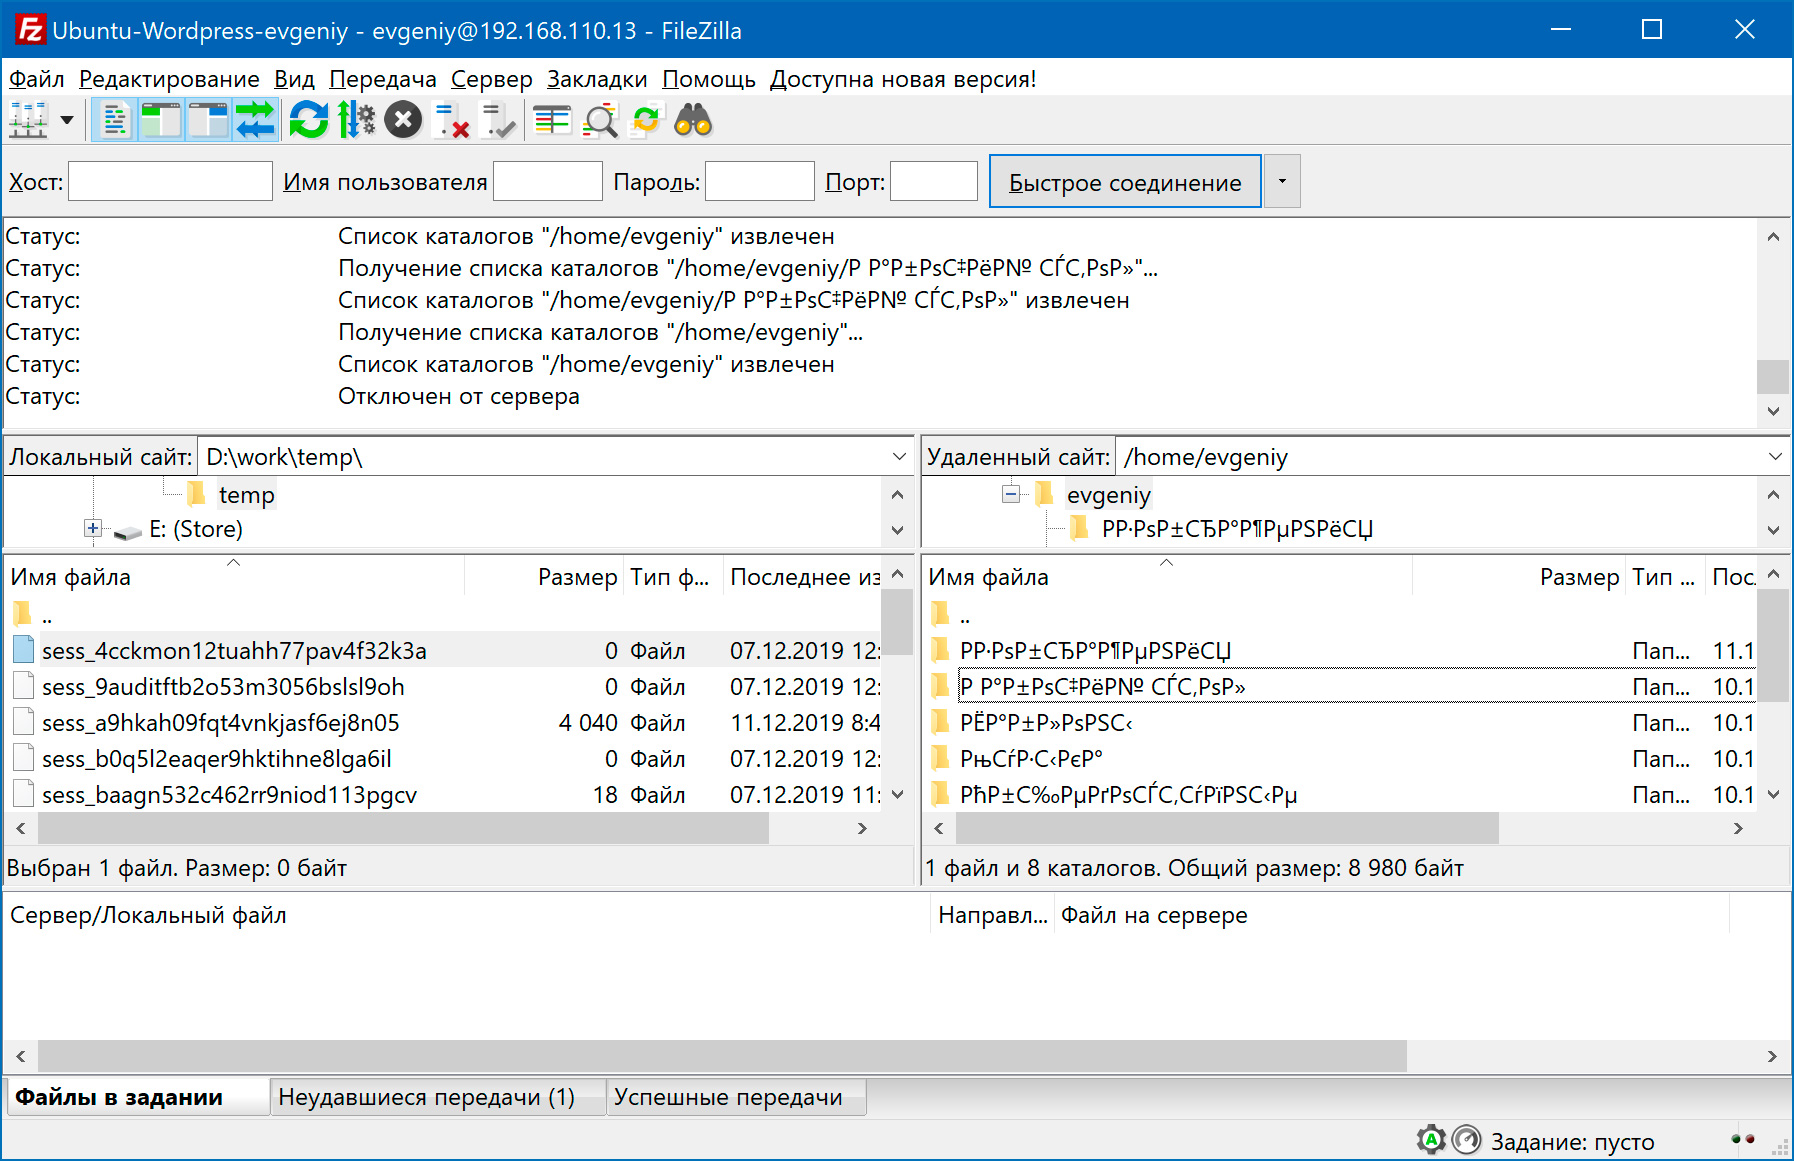 Ubuntu-Wordpress-evgeniy - evgeniy@192.168.110.13 - FileZilla
Файл Редактирование Вид Передача Сервер Закладки Помощь Доступна новая версия!
Хост: Имя пользователя Пароль: Порт: Быстрое соединение
Статус: Список каталогов "/home/evgeniy" извлечен
Статус: Получение списка каталогов "/home/evgeniy/Р Р°Р±РѕС‡РёР№ СЃС‚РѕР»"...
Статус: Список каталогов "/home/evgeniy/Р Р°Р±РѕС‡РёР№ СЃС‚РѕР»" извлечен
Статус: Получение списка каталогов "/home/evgeniy"...
Статус: Список каталогов "/home/evgeniy" извлечен
Статус: Отключен от сервера
Локальный сайт: D:\work\temp\
temp
E: (Store)
Имя файла Размер Тип ф... Последнее из
..
sess_4cckmon12tuahh77pav4f32k3a 0 Файл 07.12.2019 12:
sess_9auditftb2o53m3056bslsl9oh 0 Файл 07.12.2019 12:
sess_a9hkah09fqt4vnkjasf6ej8n05 4 040 Файл 11.12.2019 8:4
sess_b0q5l2eaqer9hktihne8lga6il 0 Файл 07.12.2019 12:
sess_baagn532c462rr9niod113pgcv 18 Файл 07.12.2019 11:
Выбран 1 файл. Размер: 0 байт
Удаленный сайт: /home/evgeniy
evgeniy
РР·РѕР±СЂР°Р¶РµРЅРёСЏ
Имя файла Размер Тип ... Пос.
..
РР·РѕР±СЂР°Р¶РµРЅРёСЏ Пап... 11.1
Р Р°Р±РѕС‡РёР№ СЃС‚РѕР» Пап... 10.1
РЁР°Р±Р»РѕРЅС‹ Пап... 10.1
РњСѓР·С‹РєР° Пап... 10.1
РћР±С‰РµРґРѕСЃС‚СѓРїРЅС‹Рµ Пап... 10.1
1 файл и 8 каталогов. Общий размер: 8 980 байт
Сервер/Локальный файл Направл... Файл на сервере
Файлы в задании Неудавшиеся передачи (1) Успешные передачи
Задание: пусто